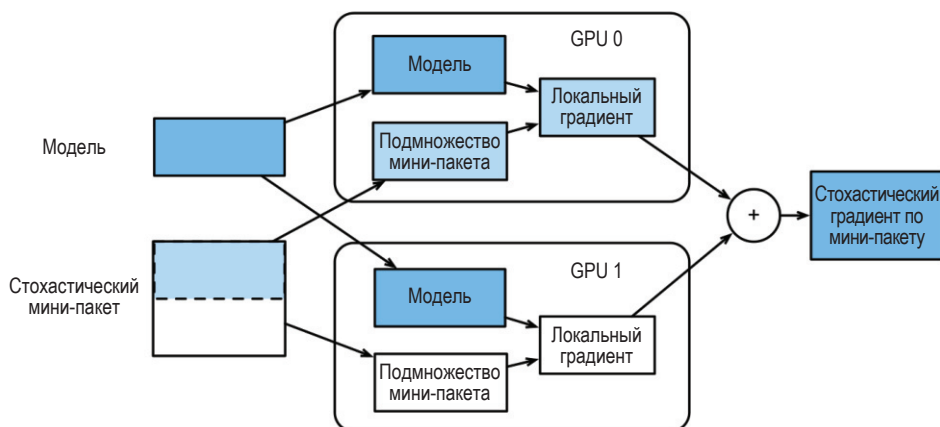 Модель
Стохастический
мини-пакет
GPU 0
Модель
Подмножество
мини-пакета
Локальный
градиент
GPU 1
Модель
Подмножество
мини-пакета
Локальный
градиент
+
Стохастический
градиент по
мини-пакету